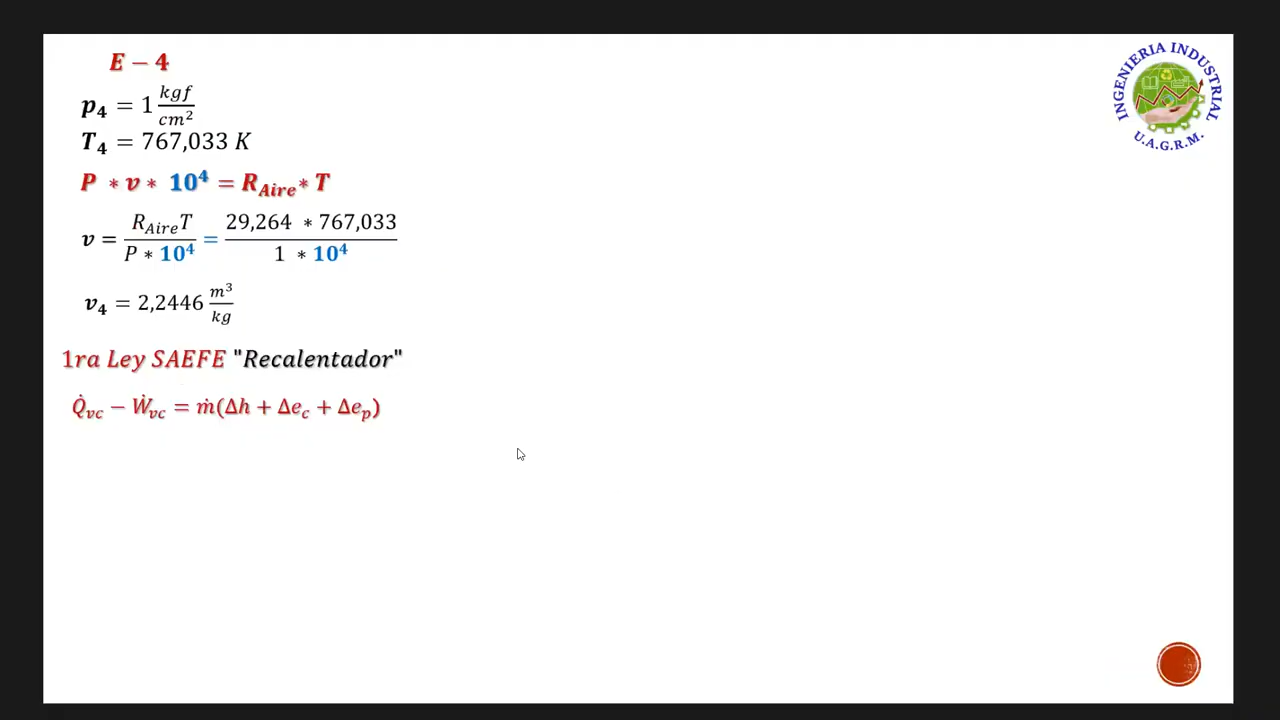 E − 4
p₄ = 1 kgf/cm²
T₄ = 767,033 K
P * v * 10⁴ = R_Aire * T
v = R_Aire T / P * 10⁴ = 29,264 * 767,033 / 1 * 10⁴
v₄ = 2,2446 m³/kg
1ra Ley SAEFE "Recalentador"
Q̇_vc − Ẇ_vc = ṁ(Δh + Δe_c + Δe_p)
INGENIERIA INDUSTRIAL
U.A.G.R.M.